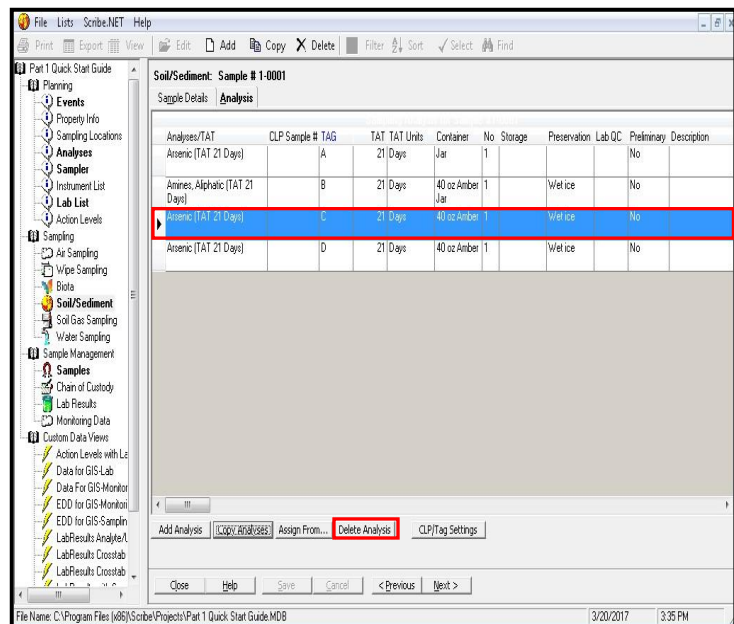 File Lists Scribe.NET Help
Print Export View Edit Add Copy Delete Filter Sort Select Find
Part 1 Quick Start Guide
Planning
Events
Property Info
Sampling Locations
Analyses
Sampler
Instrument List
Lab List
Action Levels
Sampling
Air Sampling
Wipe Sampling
Biota
Soil/Sediment
Soil Gas Sampling
Water Sampling
Sample Management
Samples
Chain of Custody
Lab Results
Monitoring Data
Custom Data Views
Action Levels with La
Data for GIS-Lab
Data For GIS-Monitor
EDD for GIS-Monitori
EDD for GIS-Samplin
LabResults Analyte/L
LabResults Crosstab
LabResults Crosstab
Soil/Sediment: Sample # 1-0001
Sample Details Analysis
Analyses/TAT CLP Sample # TAG TAT TAT Units Container No Storage Preservation Lab QC Preliminary Description
Arsenic (TAT 21 Days) A 21 Days Jar 1 No
Amines, Aliphatic (TAT 21 B 21 Days 40 oz Amber 1 Wet ice No
Days) Jar
Arsenic (TAT 21 Days) C 21 Days 40 oz Amber 1 Wet ice No
Arsenic (TAT 21 Days) D 21 Days 40 oz Amber 1 Wet ice No
Add Analysis Copy Analyses Assign From... Delete Analysis CLP/Tag Settings
Close Help Save Cancel < Previous Next >
File Name: C:\Program Files (x86)\Scribe\Projects\Part 1 Quick Start Guide.MDB 3/20/2017 3:35 PM